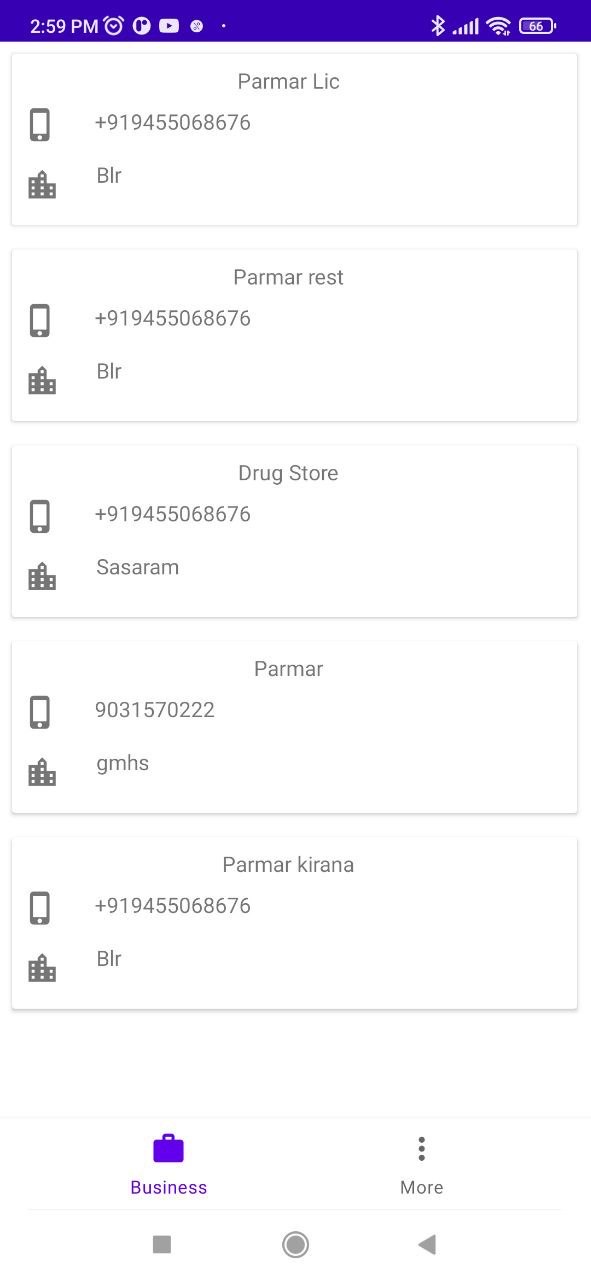 2:59 PM
66
Parmar Lic
+919455068676
Blr
Parmar rest
+919455068676
Blr
Drug Store
+919455068676
Sasaram
Parmar
9031570222
gmhs
Parmar kirana
+919455068676
Blr
Business
More